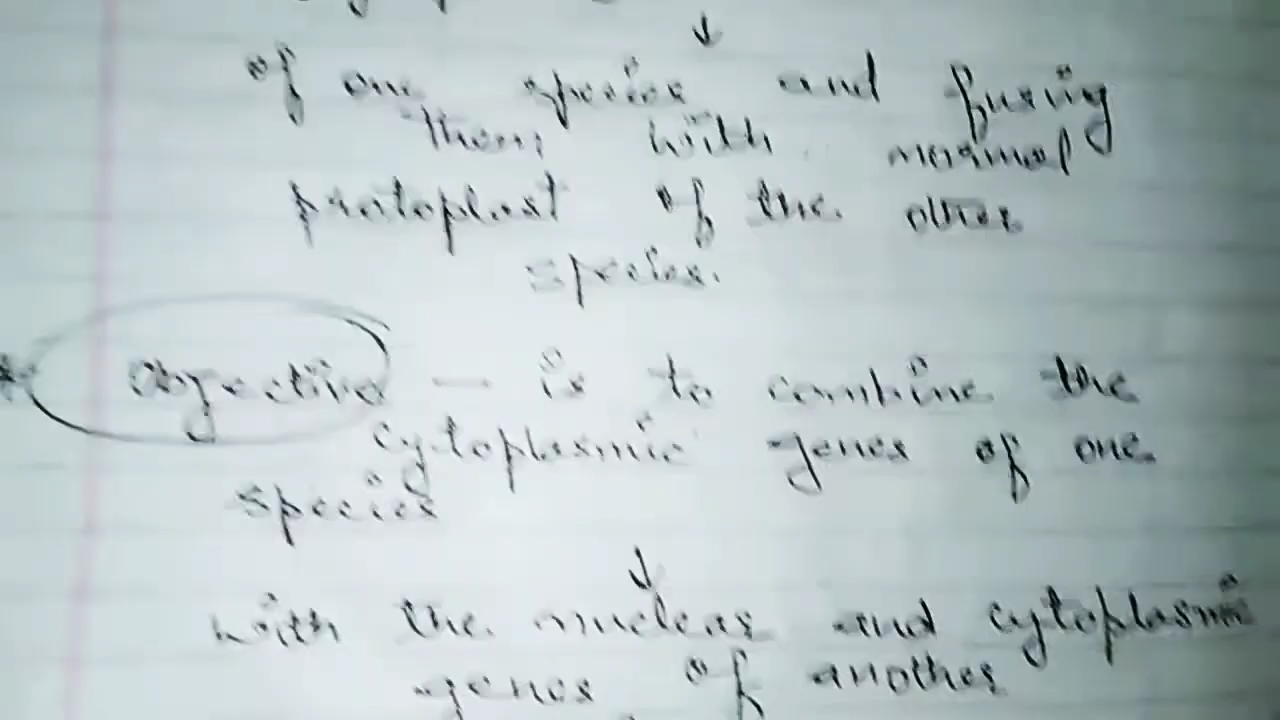 ↓
of one species and fusing
them with normal
protoplast of the other
species.
* Objective — is to combine the
cytoplasmic genes of one
species
↓
with the nuclear and cytoplasmic
genes of another